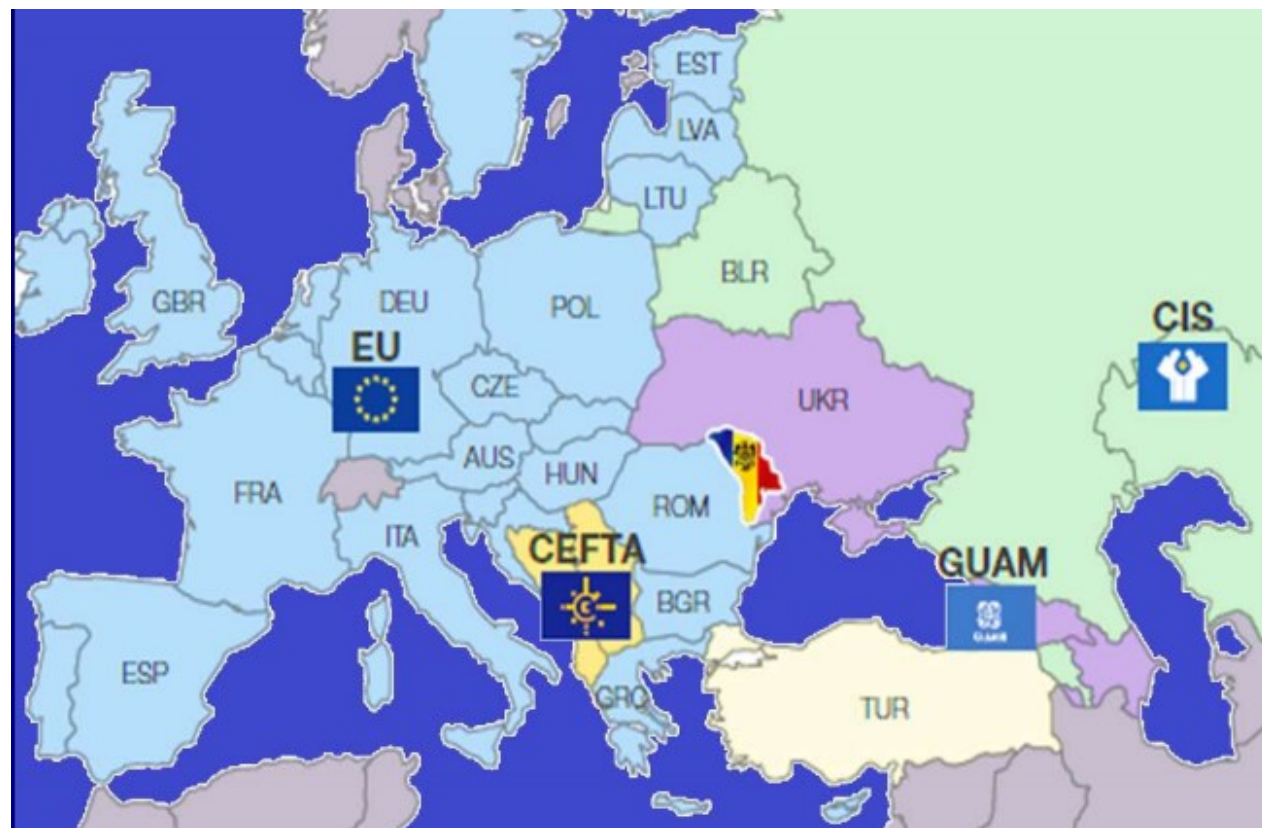 EST
LVA
LTU
BLR
GBR
DEU
POL
CIS
EU
CZE
UKR
AUS
HUN
FRA
ROM
ITA
CEFTA
GUAM
BGR
ESP
GRC
TUR